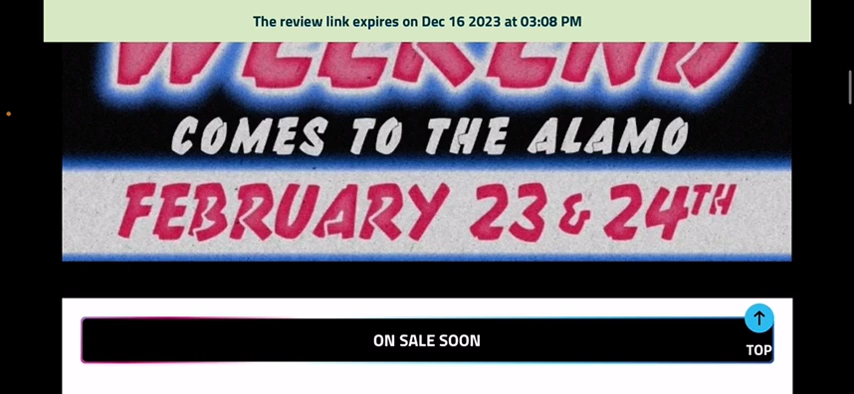 The review link expires on Dec 16 2023 at 03:08 PM
WEEKEND
COMES TO THE ALAMO
FEBRUARY 23 & 24TH
ON SALE SOON
TOP